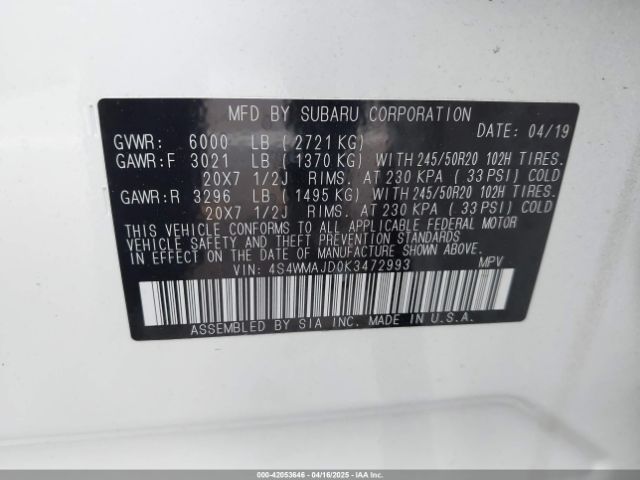 MFD BY SUBARU CORPORATION
DATE: 04/19
GVWR: 6000 LB ( 2721 KG)
GAWR:F 3021 LB ( 1370 KG) WITH 245/50R20 102H TIRES.
20X7 1/2J RIMS. AT 230 KPA ( 33 PSI) COLD
GAWR:R 3296 LB ( 1495 KG) WITH 245/50R20 102H TIRES.
20X7 1/2J RIMS. AT 230 KPA ( 33 PSI) COLD
THIS VEHICLE CONFORMS TO ALL APPLICABLE FEDERAL MOTOR
VEHICLE SAFETY AND THEFT PREVENTION STANDARDS
IN EFFECT ON THE DATE OF MANUFACTURE SHOWN ABOVE.
VIN: 4S4WMAJD0K3472993 MPV
ASSEMBLED BY SIA INC. MADE IN U.S.A.
000-42053646 - 04/16/2025 - IAAI.COM